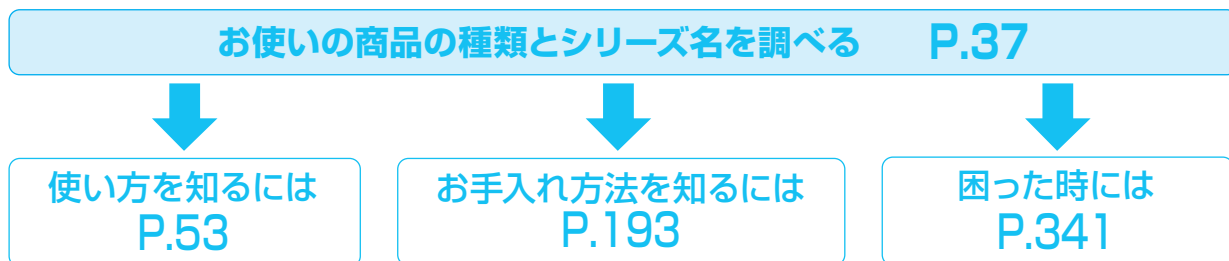 お使いの商品の種類とシリーズ名を調べる P.37
使い方を知るには
P.53
お手入れ方法を知るには
P.193
困った時には
P.341